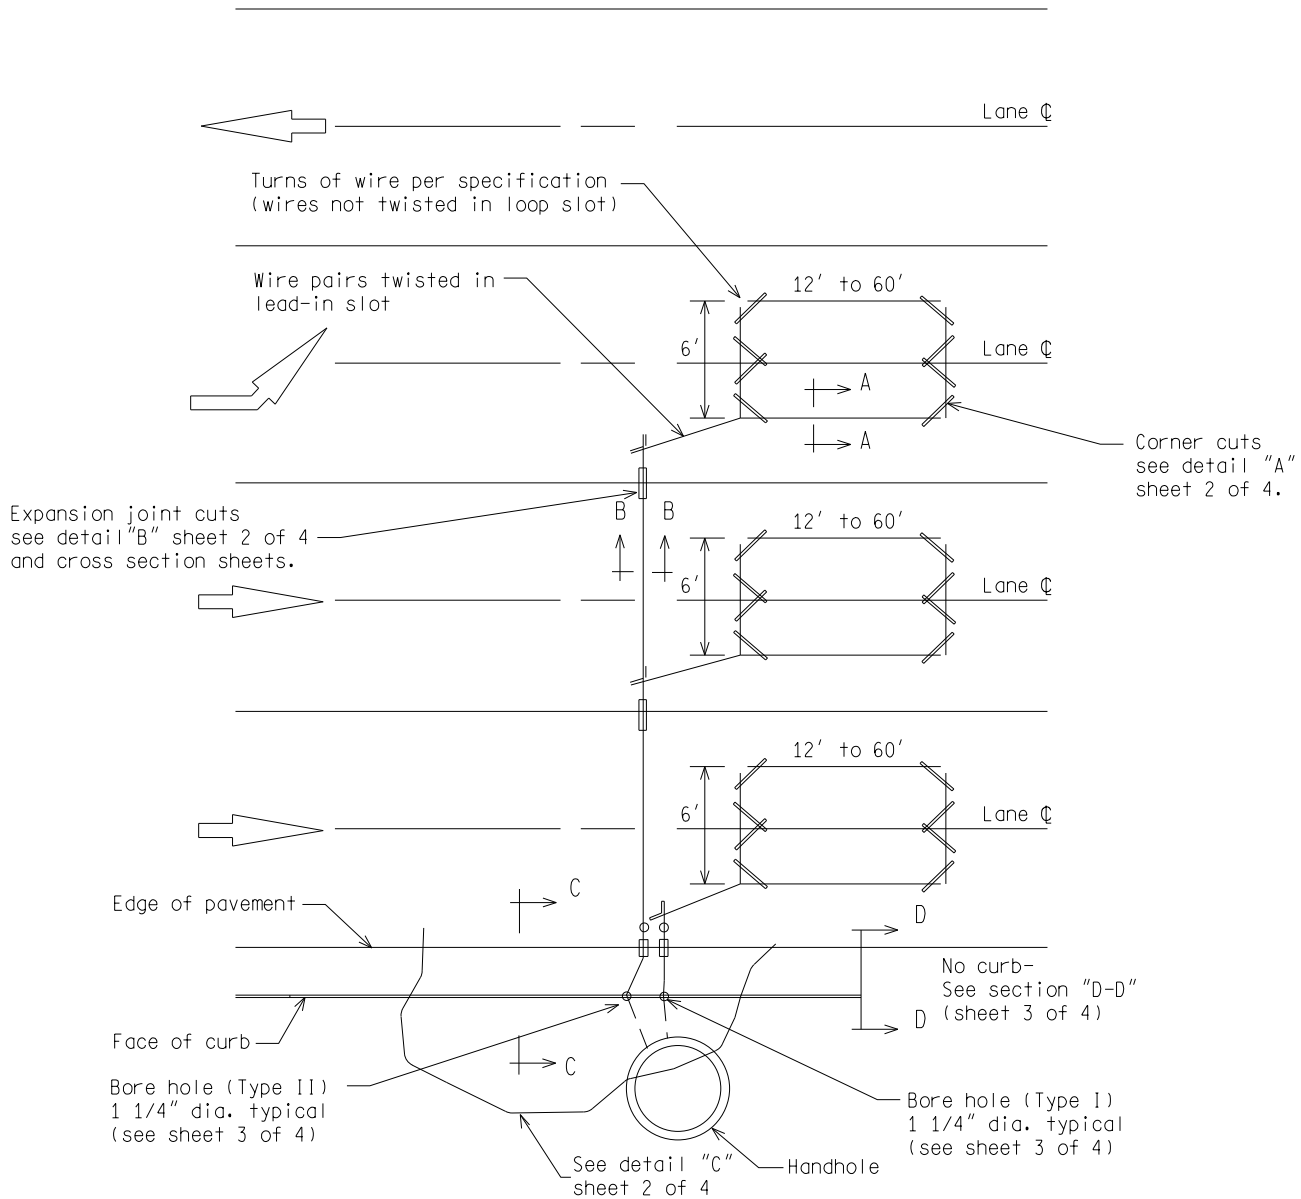 Lane ℄
Turns of wire per specification
(wires not twisted in loop slot)
Wire pairs twisted in
lead-in slot
12' to 60'
6'
Lane ℄
A
A
Corner cuts
see detail "A"
sheet 2 of 4.
Expansion joint cuts
see detail "B" sheet 2 of 4
and cross section sheets.
B B
12' to 60'
6'
Lane ℄
12' to 60'
6'
Lane ℄
C
Edge of pavement
D
No curb-
See section "D-D"
(sheet 3 of 4)
D
Face of curb
C
Bore hole (Type II)
1 1/4" dia. typical
(see sheet 3 of 4)
Bore hole (Type I)
1 1/4" dia. typical
(see sheet 3 of 4)
See detail "C"
sheet 2 of 4
Handhole